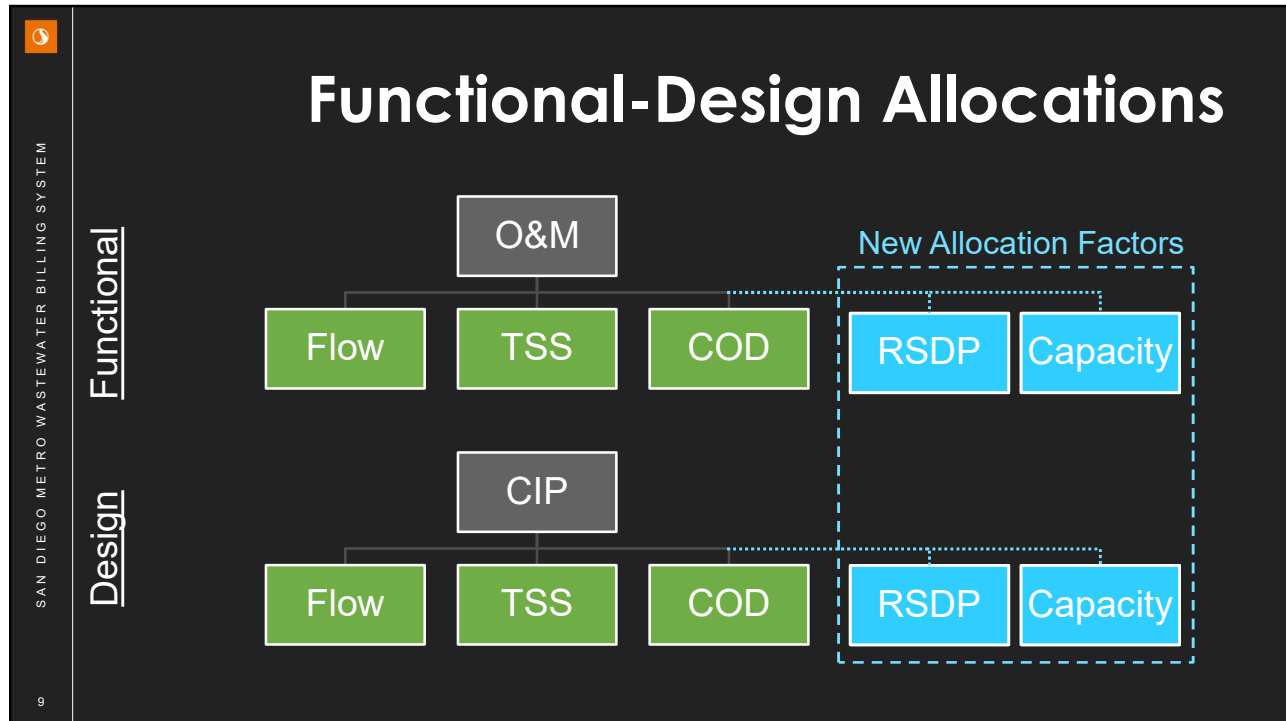 Functional-Design Allocations
SAN DIEGO METRO WASTEWATER BILLING SYSTEM
Functional
O&M
New Allocation Factors
Flow
TSS
COD
RSDP
Capacity
Design
CIP
Flow
TSS
COD
RSDP
Capacity
9